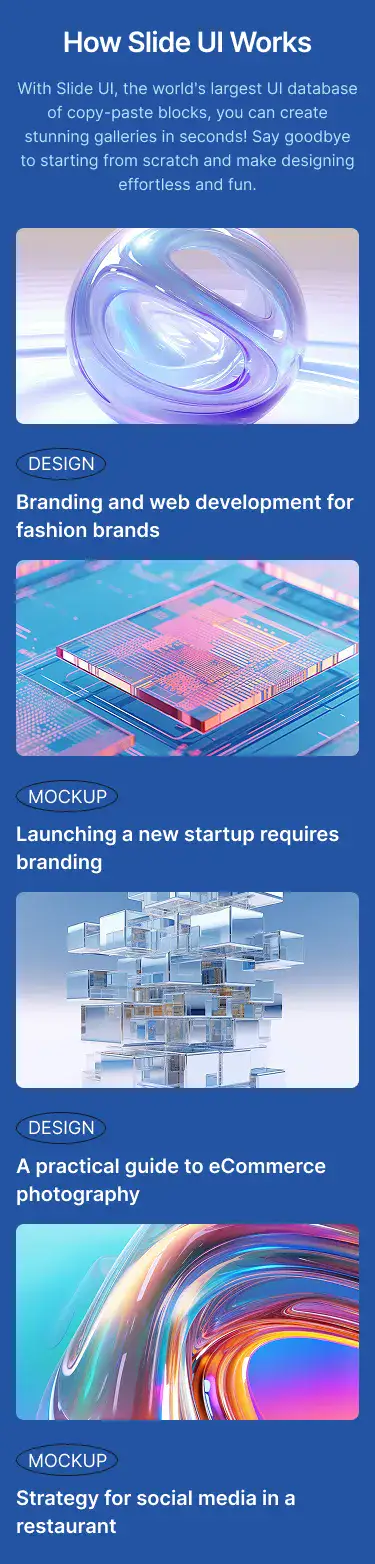 How Slide UI Works
With Slide UI, the world's largest UI database
of copy-paste blocks, you can create
stunning galleries in seconds! Say goodbye
to starting from scratch and make designing
effortless and fun.
DESIGN
Branding and web development for
fashion brands
MOCKUP
Launching a new startup requires
branding
DESIGN
A practical guide to eCommerce
photography
MOCKUP
Strategy for social media in a
restaurant